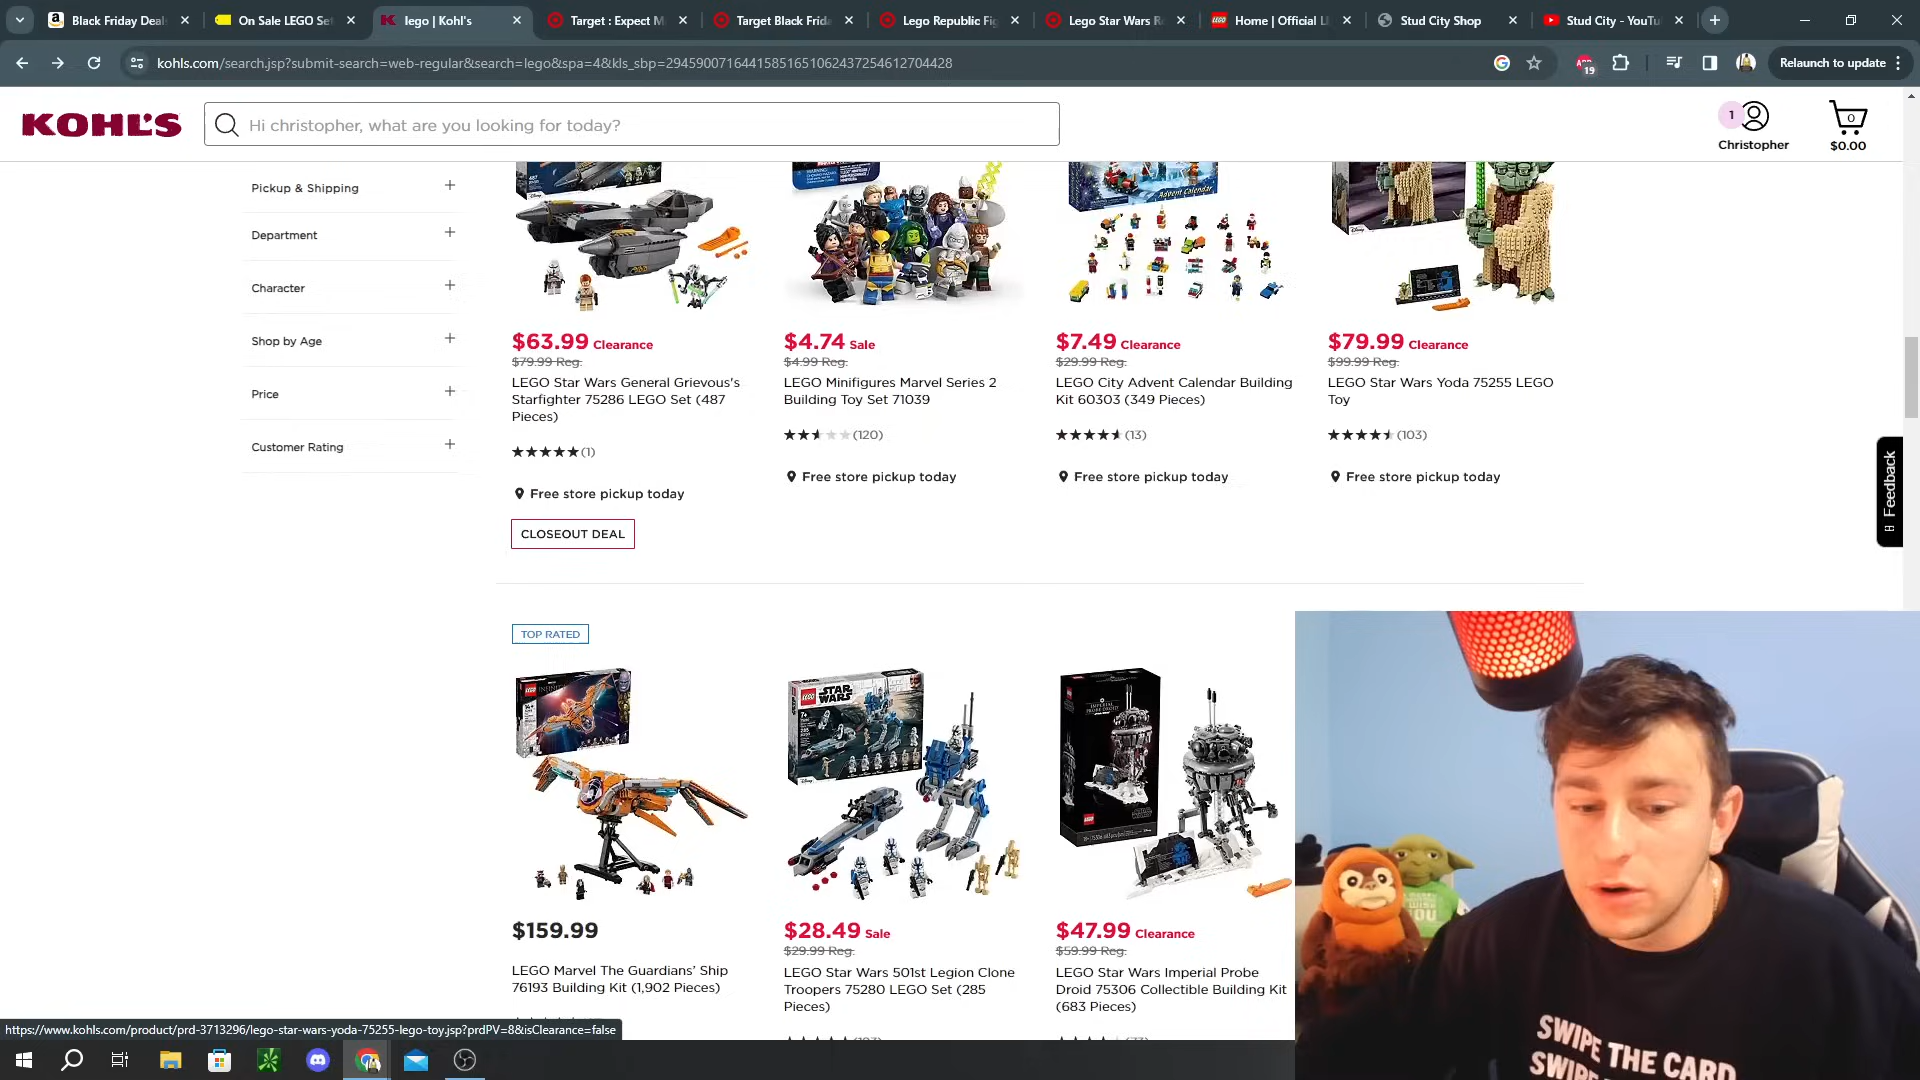 Black Friday Deal
On Sale LEGO Set
lego | Kohl's
Target : Expect M
Target Black Frida
Lego Republic Fig
Lego Star Wars R
LEGO
Home | Official L
Stud City Shop
Stud City - YouTu
kohls.com/search.jsp?submit-search=web-regular&search=lego&spa=4&kls_sbp=29459007164415851651062437254612704428
19
Relaunch to update
KOHL'S
Hi christopher, what are you looking for today?
1
Christopher
0
$0.00
Pickup & Shipping
Department
Character
Shop by Age
Price
Customer Rating
Advent Calendar
$63.99 Clearance
$79.99 Reg.
LEGO Star Wars General Grievous's
Starfighter 75286 LEGO Set (487
Pieces)
(1)
Free store pickup today
CLOSEOUT DEAL
$4.74 Sale
$4.99 Reg.
LEGO Minifigures Marvel Series 2
Building Toy Set 71039
(120)
Free store pickup today
$7.49 Clearance
$29.99 Reg.
LEGO City Advent Calendar Building
Kit 60303 (349 Pieces)
(13)
Free store pickup today
$79.99 Clearance
$99.99 Reg.
LEGO Star Wars Yoda 75255 LEGO
Toy
(103)
Free store pickup today
Feedback
TOP RATED
LEGO
STAR WARS
$159.99
LEGO Marvel The Guardians' Ship
76193 Building Kit (1,902 Pieces)
$28.49 Sale
$29.99 Reg.
LEGO Star Wars 501st Legion Clone
Troopers 75280 LEGO Set (285
Pieces)
$47.99 Clearance
$59.99 Reg.
LEGO Star Wars Imperial Probe
Droid 75306 Collectible Building Kit
(683 Pieces)
SWIPE THE CARD
https://www.kohls.com/product/prd-3713296/lego-star-wars-yoda-75255-lego-toy.jsp?prdPV=8&isClearance=false